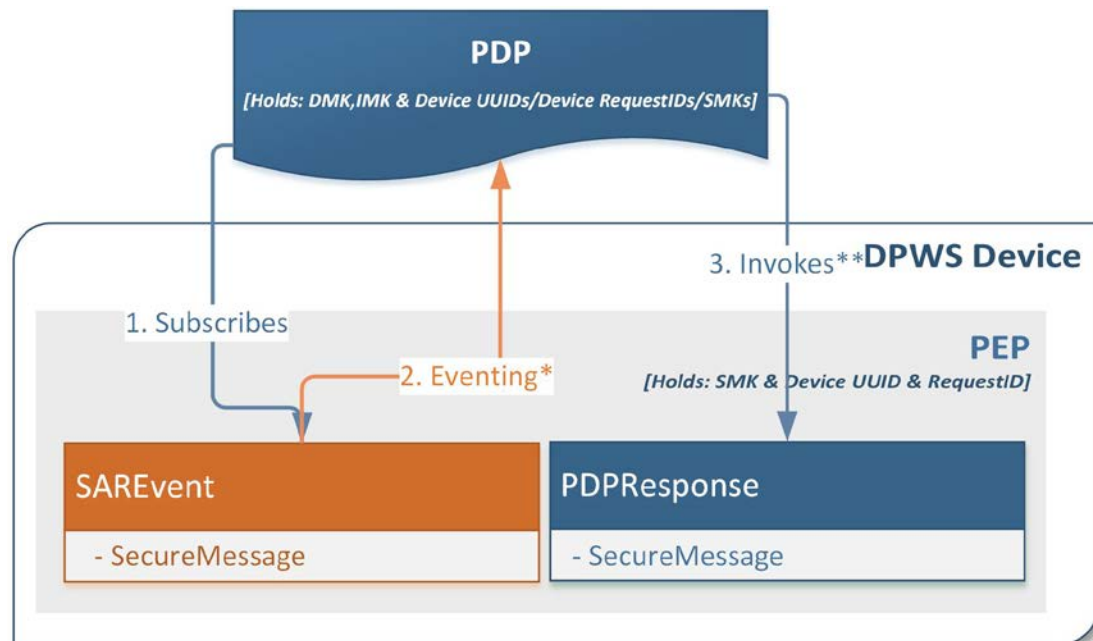 PDP
[Holds: DMK,IMK & Device UUIDs/Device RequestIDs/SMKs]
3. Invokes**
DPWS Device
1. Subscribes
PEP
2. Eventing*
[Holds: SMK & Device UUID & RequestID]
SAREvent
- SecureMessage
PDPResponse
- SecureMessage